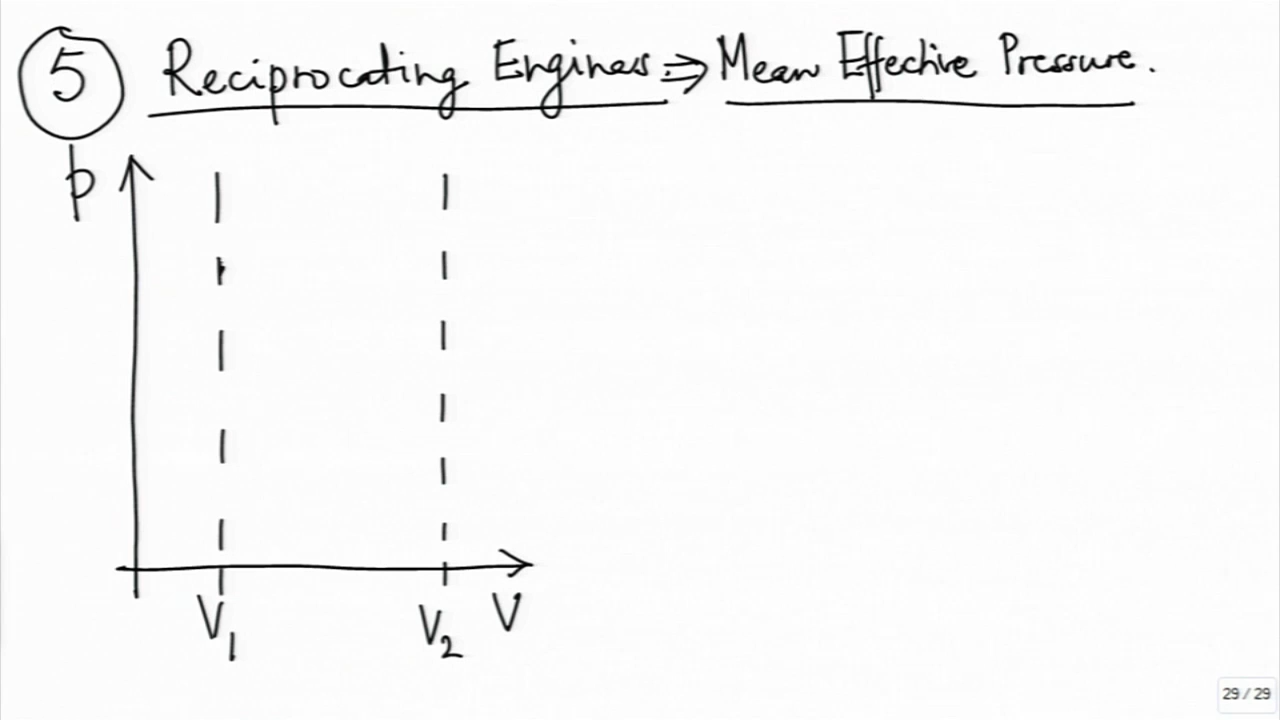 5 Reciprocating Engines ⇒ Mean Effective Pressure.
p
V₁ V₂ V
29/29